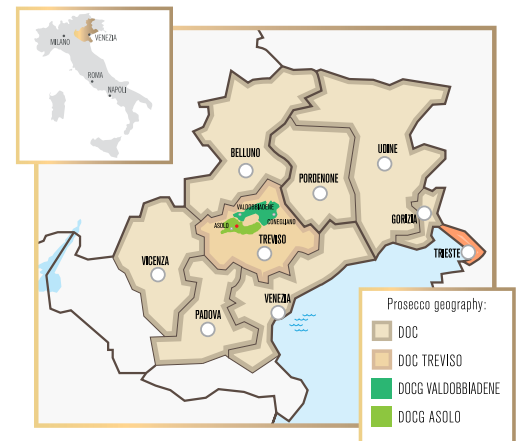 MILANO
VENEZIA
ROMA
NAPOLI
BELLUNO
UDINE
PORDENONE
VALDOBBIADENE
CONEGLIANO
ASOLO
GORIZIA
TREVISO
TRIESTE
VICENZA
VENEZIA
PADOVA
Prosecco geography:
DOC
DOC TREVISO
DOCG VALDOBBIADENE
DOCG ASOLO